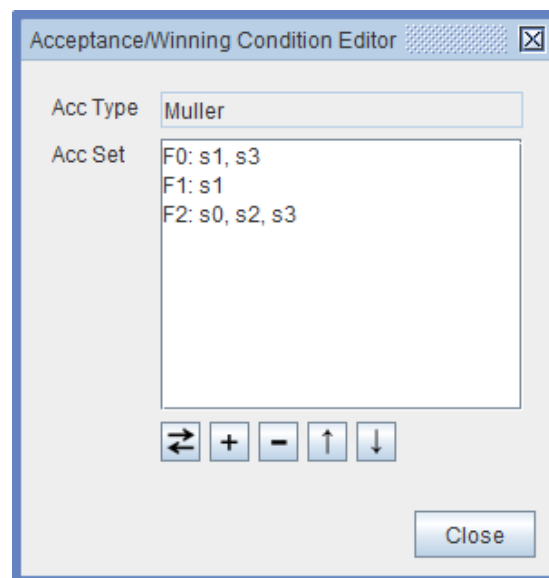 Acceptance/Winning Condition Editor
Acc Type Muller
Acc Set
F0: s1, s3
F1: s1
F2: s0, s2, s3
Close